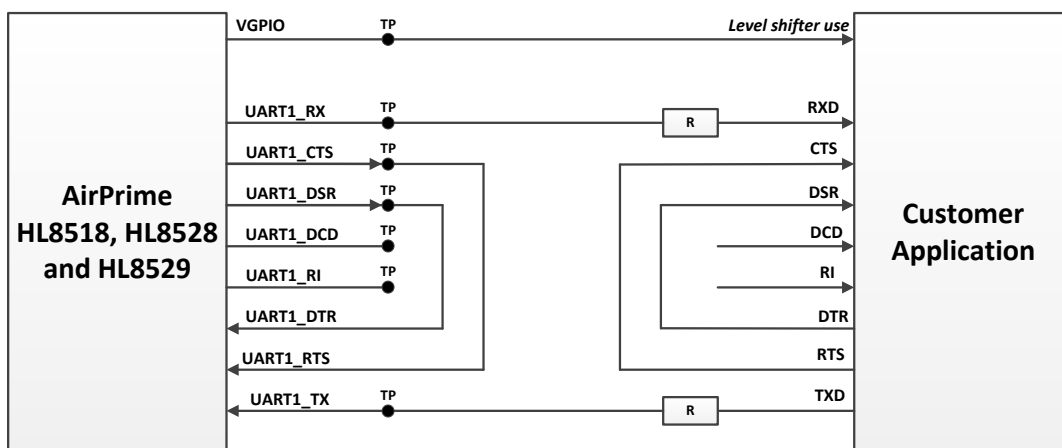 VGPIO
TP
Level shifter use
UART1_RX
TP
R
RXD
UART1_CTS
TP
CTS
UART1_DSR
TP
DSR
UART1_DCD
TP
DCD
UART1_RI
TP
RI
UART1_DTR
DTR
UART1_RTS
RTS
UART1_TX
TP
R
TXD
AirPrime
HL8518, HL8528
and HL8529
Customer
Application